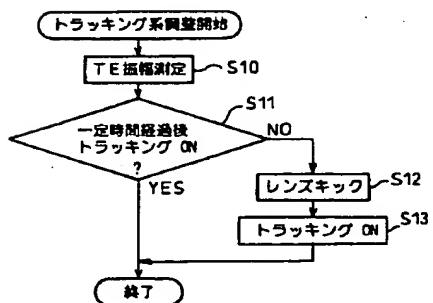 トラッキング系調整開始
TE振幅測定
S10
S11
一定時間経過後
トラッキング ON
?
NO
YES
レンズキック
S12
トラッキング ON
S13
終了